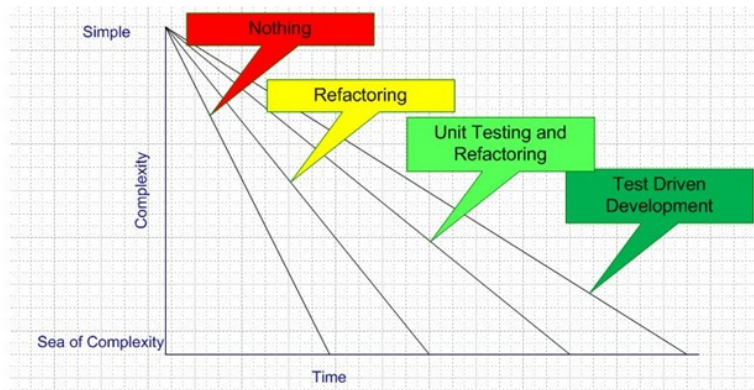 Simple
Nothing
Refactoring
Unit Testing and
Refactoring
Test Driven
Development
Complexity
Sea of Complexity
Time